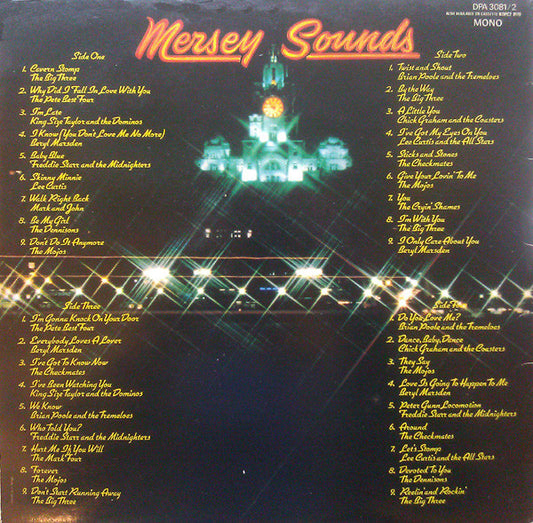 DPA 3081/2
MONO
Mersey Sounds
Side One
1. Cavern Stomp
The Big Three
2. Why Did I Fall In Love With You
The Pete Best Four
3. I'm Late
King Size Taylor and the Dominos
4. I Know (You Don't Love Me No More)
Beryl Marsden
5. Baby Blue
Freddie Starr and the Midnighters
6. Skinny Minnie
Lee Curtis
7. Walk Right Back
Mark and John
8. Be My Girl
The Dennisons
9. Don't Do It Anymore
The Mojos
Side Two
1. Twist and Shout
Brian Poole and the Tremeloes
2. By the Way
The Big Three
3. A Little You
Chick Graham and the Coasters
4. I've Got My Eyes On You
Lee Curtis and the All Stars
5. Sticks and Stones
The Checkmates
6. Give Your Lovin' To Me
The Mojos
7. You
The Cryin' Shames
8. I'm With You
The Big Three
9. I Only Care About You
Beryl Marsden
Side Three
1. I'm Gonna Knock On Your Door
The Pete Best Four
2. Everybody Loves A Lover
Beryl Marsden
3. I've Got To Know Now
The Checkmates
4. I've Been Watching You
King Size Taylor and the Dominos
5. We Know
Brian Poole and the Tremeloes
6. Who Told You?
Freddie Starr and the Midnighters
7. Hurt Me If You Will
The Mark Four
8. Forever
The Mojos
9. Don't Start Running Away
The Big Three
Side Four
1. Do You Love Me?
Brian Poole and the Tremeloes
2. Dance, Baby, Dance
Chick Graham and the Coasters
3. They Say
The Mojos
4. Love Is Going To Happen To Me
Beryl Marsden
5. Peter Gunn Locomotion
Freddie Starr and the Midnighters
6. Around
The Checkmates
7. Let's Stomp
Lee Curtis and the All Stars
8. Devoted To You
The Dennisons
9. Reelin' and Rockin'
The Big Three